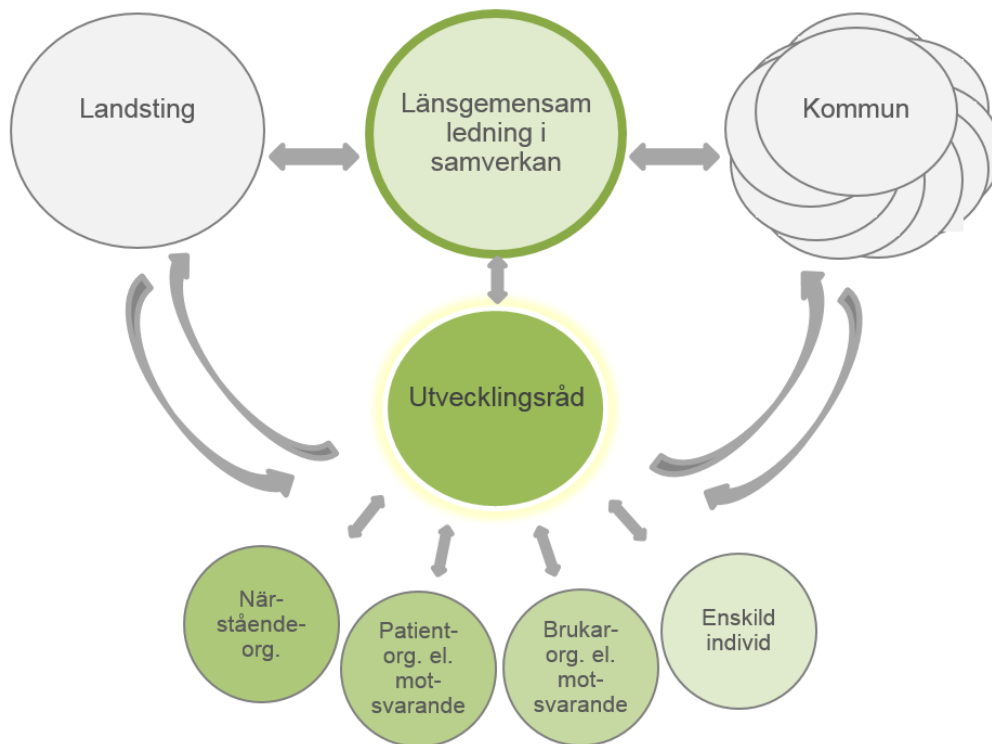 Landsting
Länsgemensam
ledning i
samverkan
Kommun
Utvecklingsråd
När-
stående-
org.
Patient-
org. el.
mot-
svarande
Brukar-
org. el.
mot-
svarande
Enskild
individ